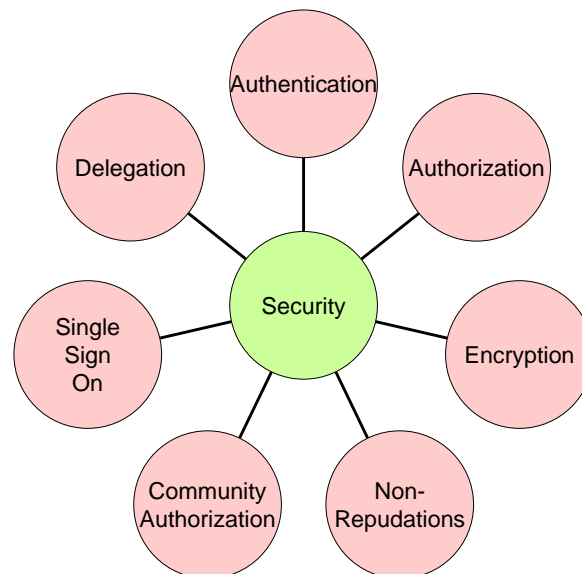 Authentication
Delegation
Authorization
Security
Single
Sign
On
Encryption
Community
Authorization
Non-
Repudations